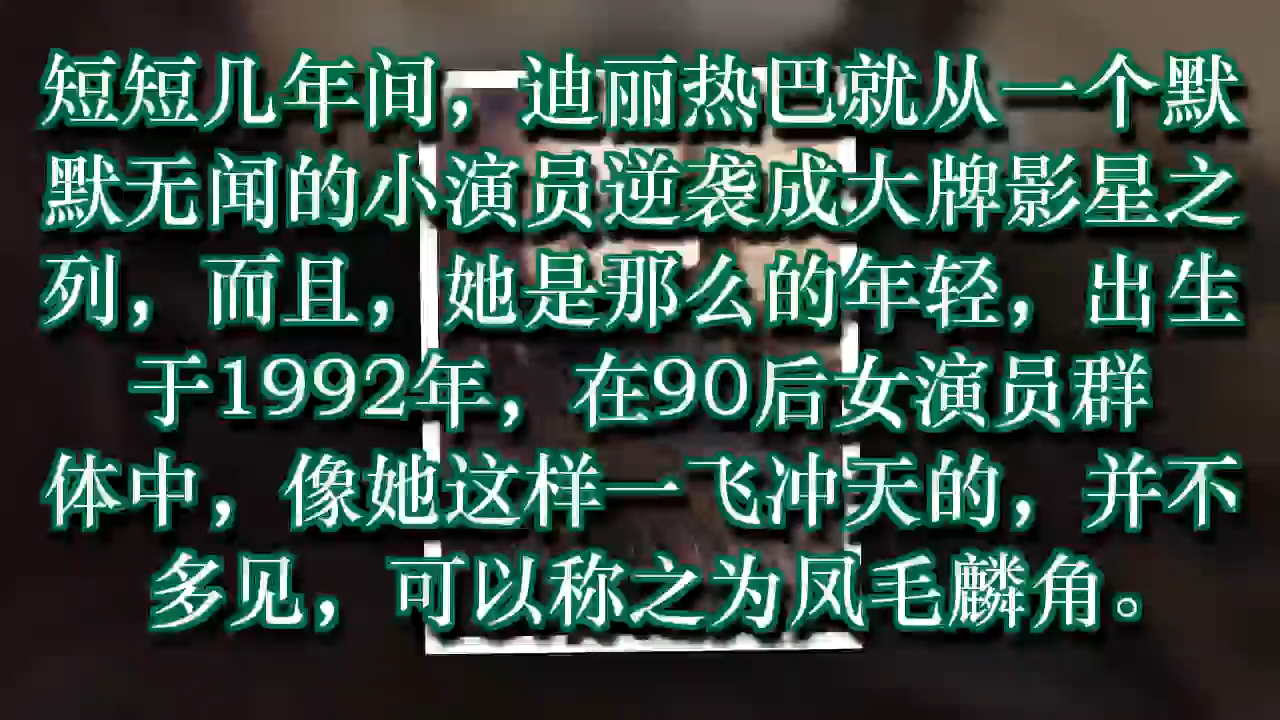 短短几年间，迪丽热巴就从一个默
默无闻的小演员逆袭成大牌影星之
列，而且，她是那么的年轻，出生
于1992年，在90后女演员群
体中，像她这样一飞冲天的，并不
多见，可以称之为凤毛麟角。